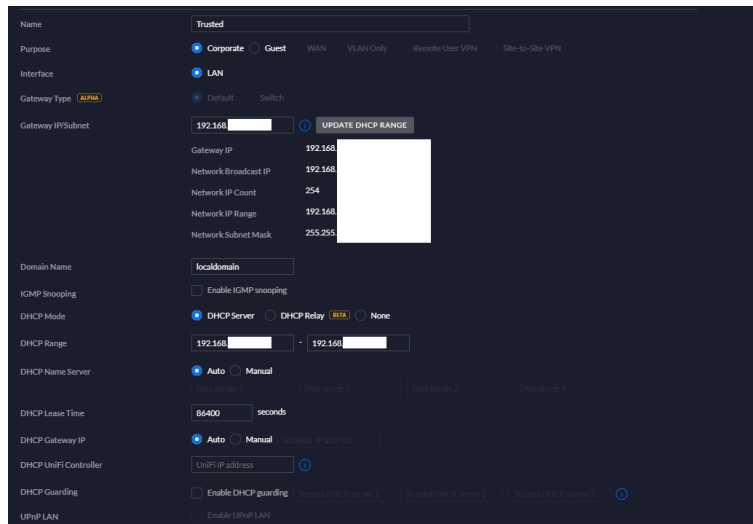 Name Trusted
Purpose Corporate Guest WAN VLAN Only Remote User VPN Site-to-Site VPN
Interface LAN
Gateway Type ALPHA Default Switch
Gateway IP/Subnet 192.168. UPDATE DHCP RANGE
Gateway IP 192.168.
Network Broadcast IP 192.168.
Network IP Count 254
Network IP Range 192.168.
Network Subnet Mask 255.255.
Domain Name localdomain
IGMP Snooping Enable IGMP snooping
DHCP Mode DHCP Server DHCP Relay BETA None
DHCP Range 192.168. - 192.168.
DHCP Name Server Auto Manual
DNS server 1 DNS server 2 DNS server 3 DNS server 4
DHCP Lease Time 86400 seconds
DHCP Gateway IP Auto Manual Gateway IP address
DHCP UniFi Controller UniFi IP address
DHCP Guarding Enable DHCP guarding Trusted DHCP server 1 Trusted DHCP server 2 Trusted DHCP server 3
UPnP LAN Enable UPnP LAN